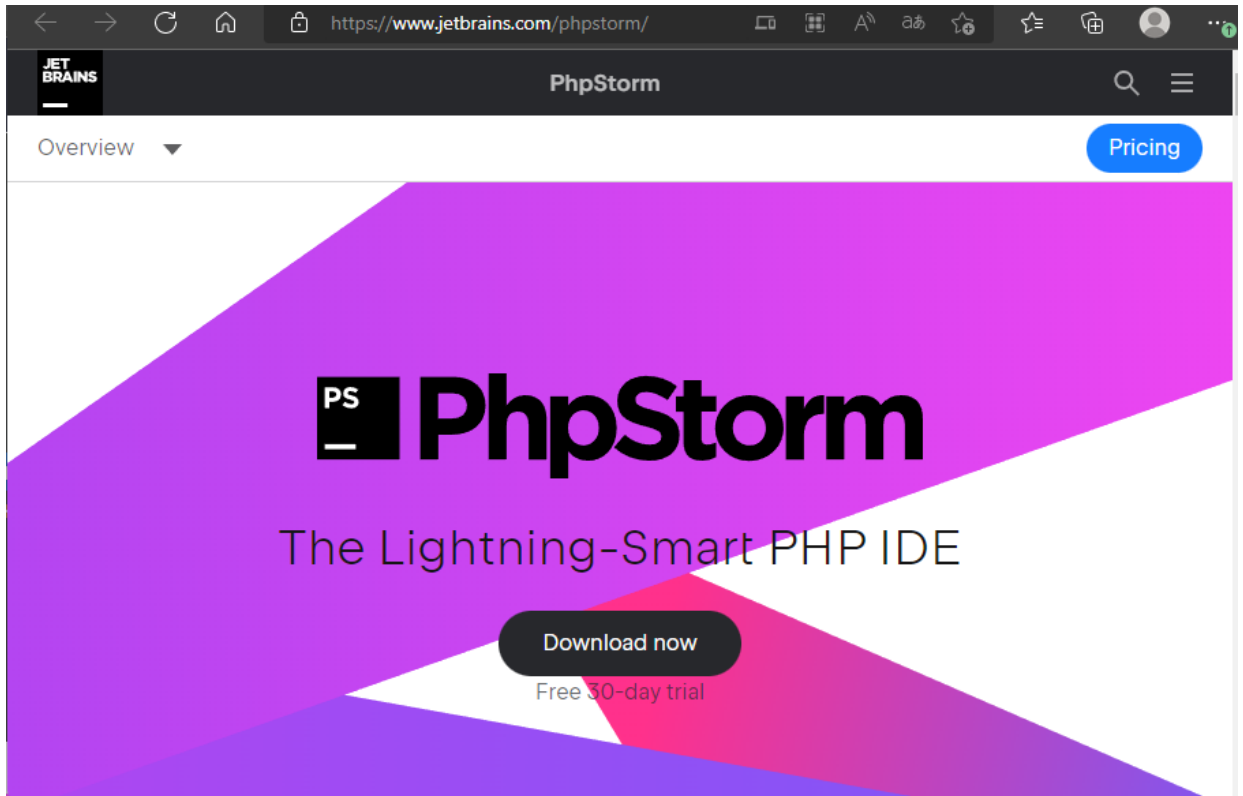 https://www.jetbrains.com/phpstorm/
JET
BRAINS
PhpStorm
Overview
Pricing
PS
PhpStorm
The Lightning-Smart PHP IDE
Download now
Free 30-day trial